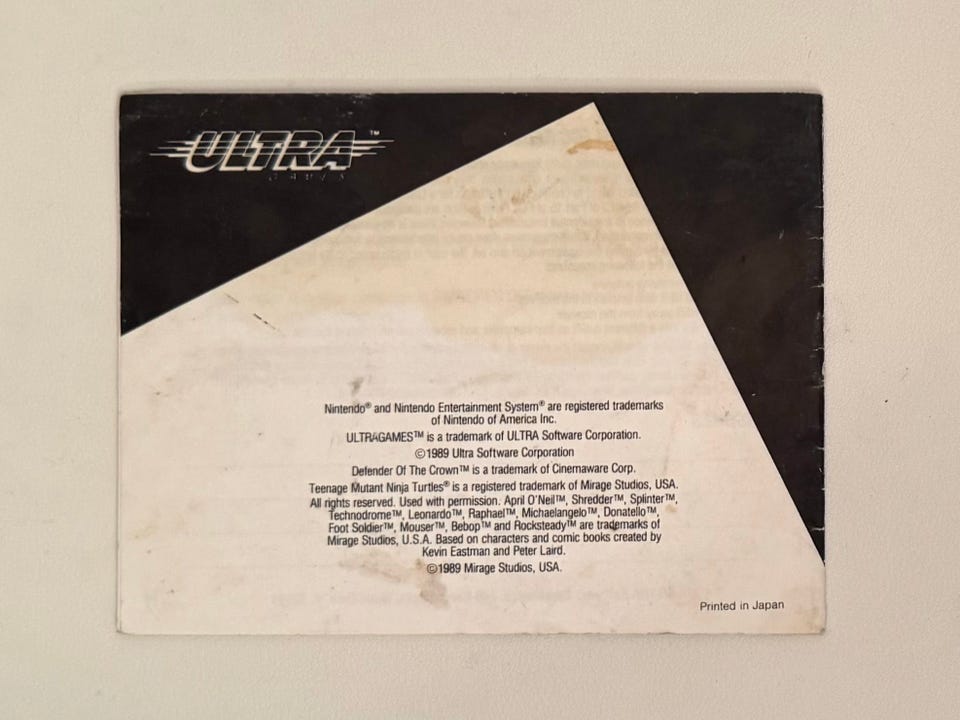 ULTRA™
GAMES
Nintendo® and Nintendo Entertainment System® are registered trademarks
of Nintendo of America Inc.
ULTRAGAMES™ is a trademark of ULTRA Software Corporation.
©1989 Ultra Software Corporation
Defender Of The Crown™ is a trademark of Cinemaware Corp.
Teenage Mutant Ninja Turtles® is a registered trademark of Mirage Studios, USA.
All rights reserved. Used with permission. April O'Neil™, Shredder™, Splinter™,
Technodrome™, Leonardo™, Raphael™, Michaelangelo™, Donatello™,
Foot Soldier™, Mouser™, Bebop™ and Rocksteady™ are trademarks of
Mirage Studios, U.S.A. Based on characters and comic books created by
Kevin Eastman and Peter Laird.
©1989 Mirage Studios, USA.
Printed in Japan